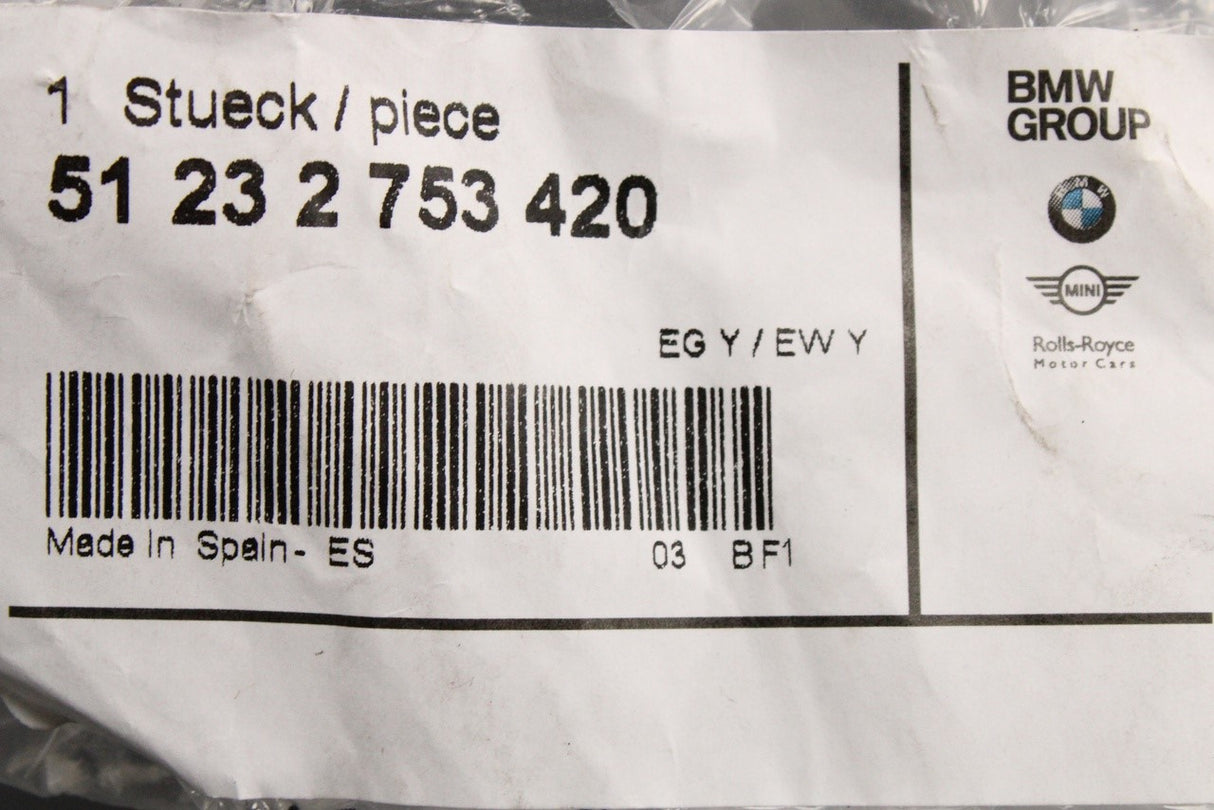 1 Stueck / piece
51 23 2 753 420
EG Y / EW Y
Made in Spain- ES
03 BF1
BMW
GROUP
BMW
MINI
Rolls-Royce
Motor Cars